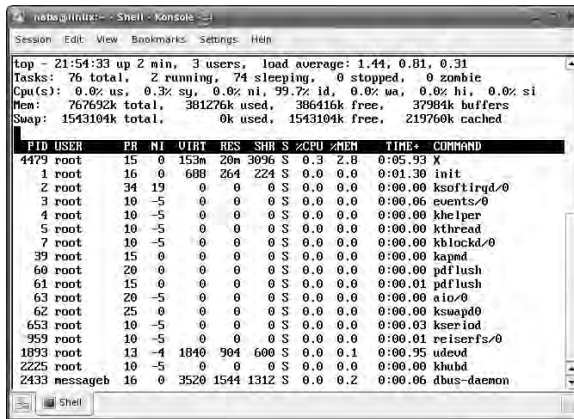 naba@linux:~ - Shell - Konsole
Session Edit View Bookmarks Settings Help
top - 21:54:33 up 2 min, 3 users, load average: 1.44, 0.81, 0.31
Tasks: 76 total, 2 running, 74 sleeping, 0 stopped, 0 zombie
Cpu(s): 0.0% us, 0.3% sy, 0.0% ni, 99.7% id, 0.0% wa, 0.0% hi, 0.0% si
Mem: 767692k total, 381276k used, 386416k free, 37984k buffers
Swap: 1543104k total, 0k used, 1543104k free, 219760k cached
PID USER PR NI VIRT RES SHR S %CPU %MEM TIME+ COMMAND
4479 root 15 0 153m 20m 3096 S 0.3 2.8 0:05.93 X
1 root 16 0 688 264 224 S 0.0 0.0 0:01.30 init
2 root 34 19 0 0 0 S 0.0 0.0 0:00.00 ksoftirqd/0
3 root 10 -5 0 0 0 S 0.0 0.0 0:00.06 events/0
4 root 10 -5 0 0 0 S 0.0 0.0 0:00.00 khelper
5 root 10 -5 0 0 0 S 0.0 0.0 0:00.00 kthread
7 root 10 -5 0 0 0 S 0.0 0.0 0:00.00 kblockd/0
39 root 15 0 0 0 0 S 0.0 0.0 0:00.00 kapmd
60 root 20 0 0 0 0 S 0.0 0.0 0:00.00 pdflush
61 root 15 0 0 0 0 S 0.0 0.0 0:00.01 pdflush
63 root 20 -5 0 0 0 S 0.0 0.0 0:00.00 aio/0
62 root 25 0 0 0 0 S 0.0 0.0 0:00.00 kswapd0
653 root 10 -5 0 0 0 S 0.0 0.0 0:00.03 kseriod
959 root 10 -5 0 0 0 S 0.0 0.0 0:00.01 reiserfs/0
1893 root 13 -4 1840 904 600 S 0.0 0.1 0:00.95 udevd
2225 root 10 -5 0 0 0 S 0.0 0.0 0:00.00 khubd
2433 messageb 16 0 3520 1544 1312 S 0.0 0.2 0:00.06 dbus-daemon
Shell